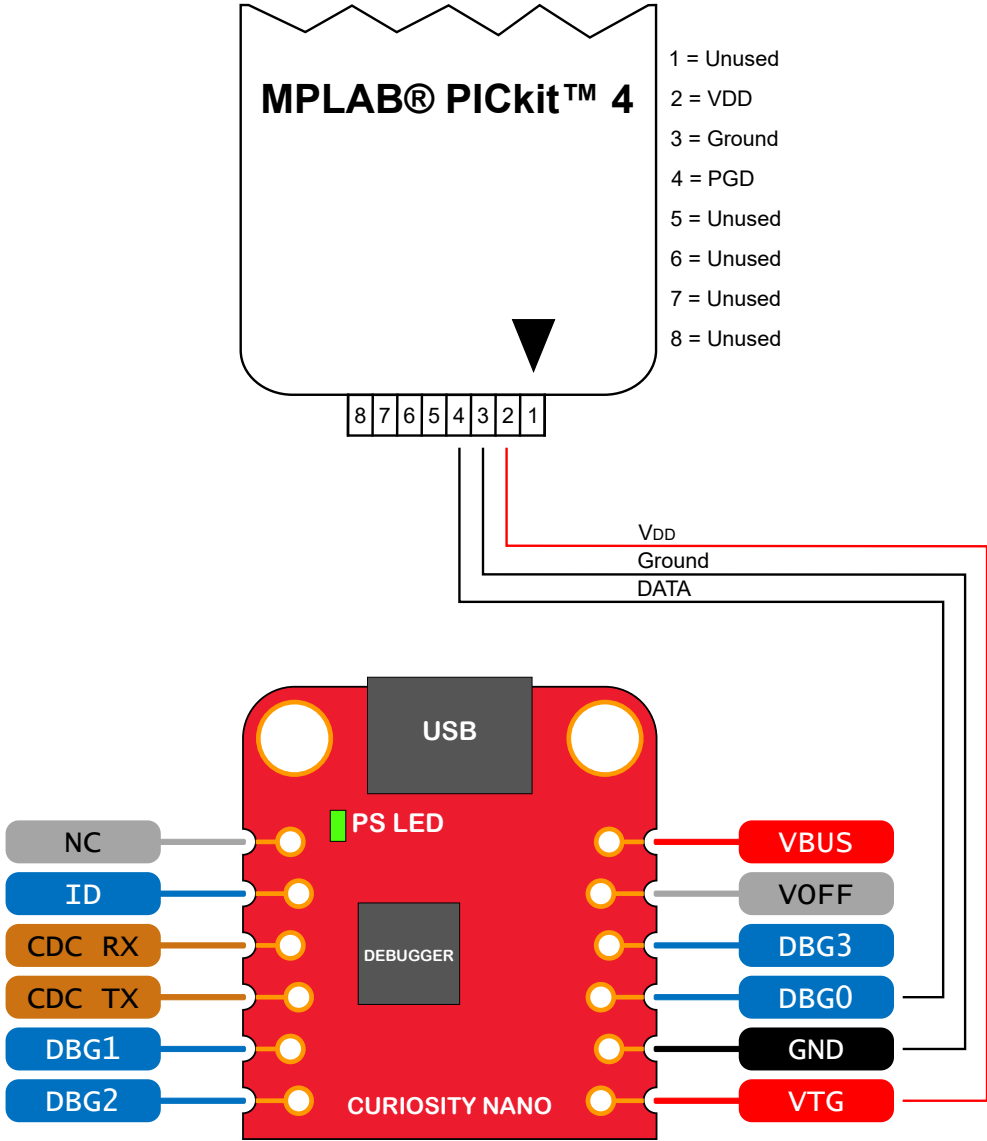 MPLAB® PICkit™ 4
1 = Unused
2 = VDD
3 = Ground
4 = PGD
5 = Unused
6 = Unused
7 = Unused
8 = Unused
8 7 6 5 4 3 2 1
VDD
Ground
DATA
USB
PS LED
NC
VBUS
ID
VOFF
CDC RX
DEBUGGER
DBG3
CDC TX
DBG0
DBG1
GND
DBG2
CURIOSITY NANO
VTG